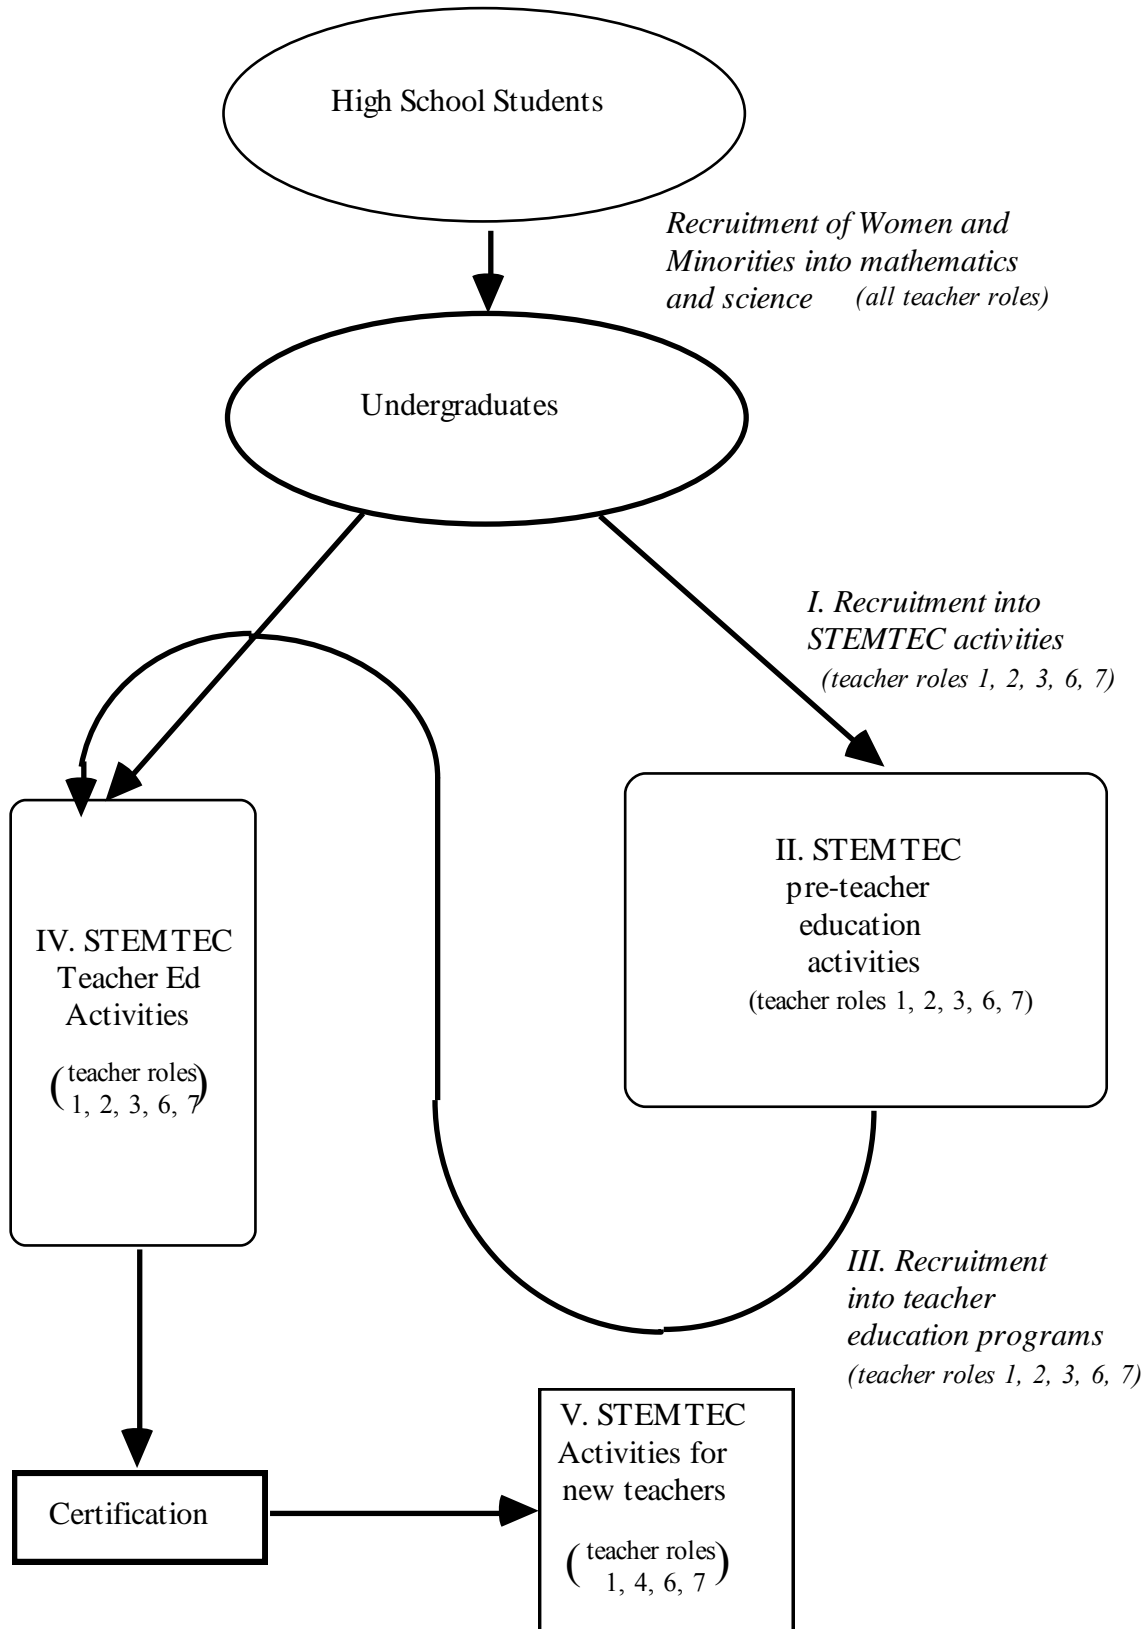 High School Students
Recruitment of Women and
Minorities into mathematics
and science (all teacher roles)
Undergraduates
I. Recruitment into
STEMTEC activities
(teacher roles 1, 2, 3, 6, 7)
II. STEMTEC
pre-teacher
education
activities
(teacher roles 1, 2, 3, 6, 7)
IV. STEMTEC
Teacher Ed
Activities
(teacher roles
1, 2, 3, 6, 7)
III. Recruitment
into teacher
education programs
(teacher roles 1, 2, 3, 6, 7)
V. STEMTEC
Activities for
new teachers
(teacher roles
1, 4, 6, 7)
Certification